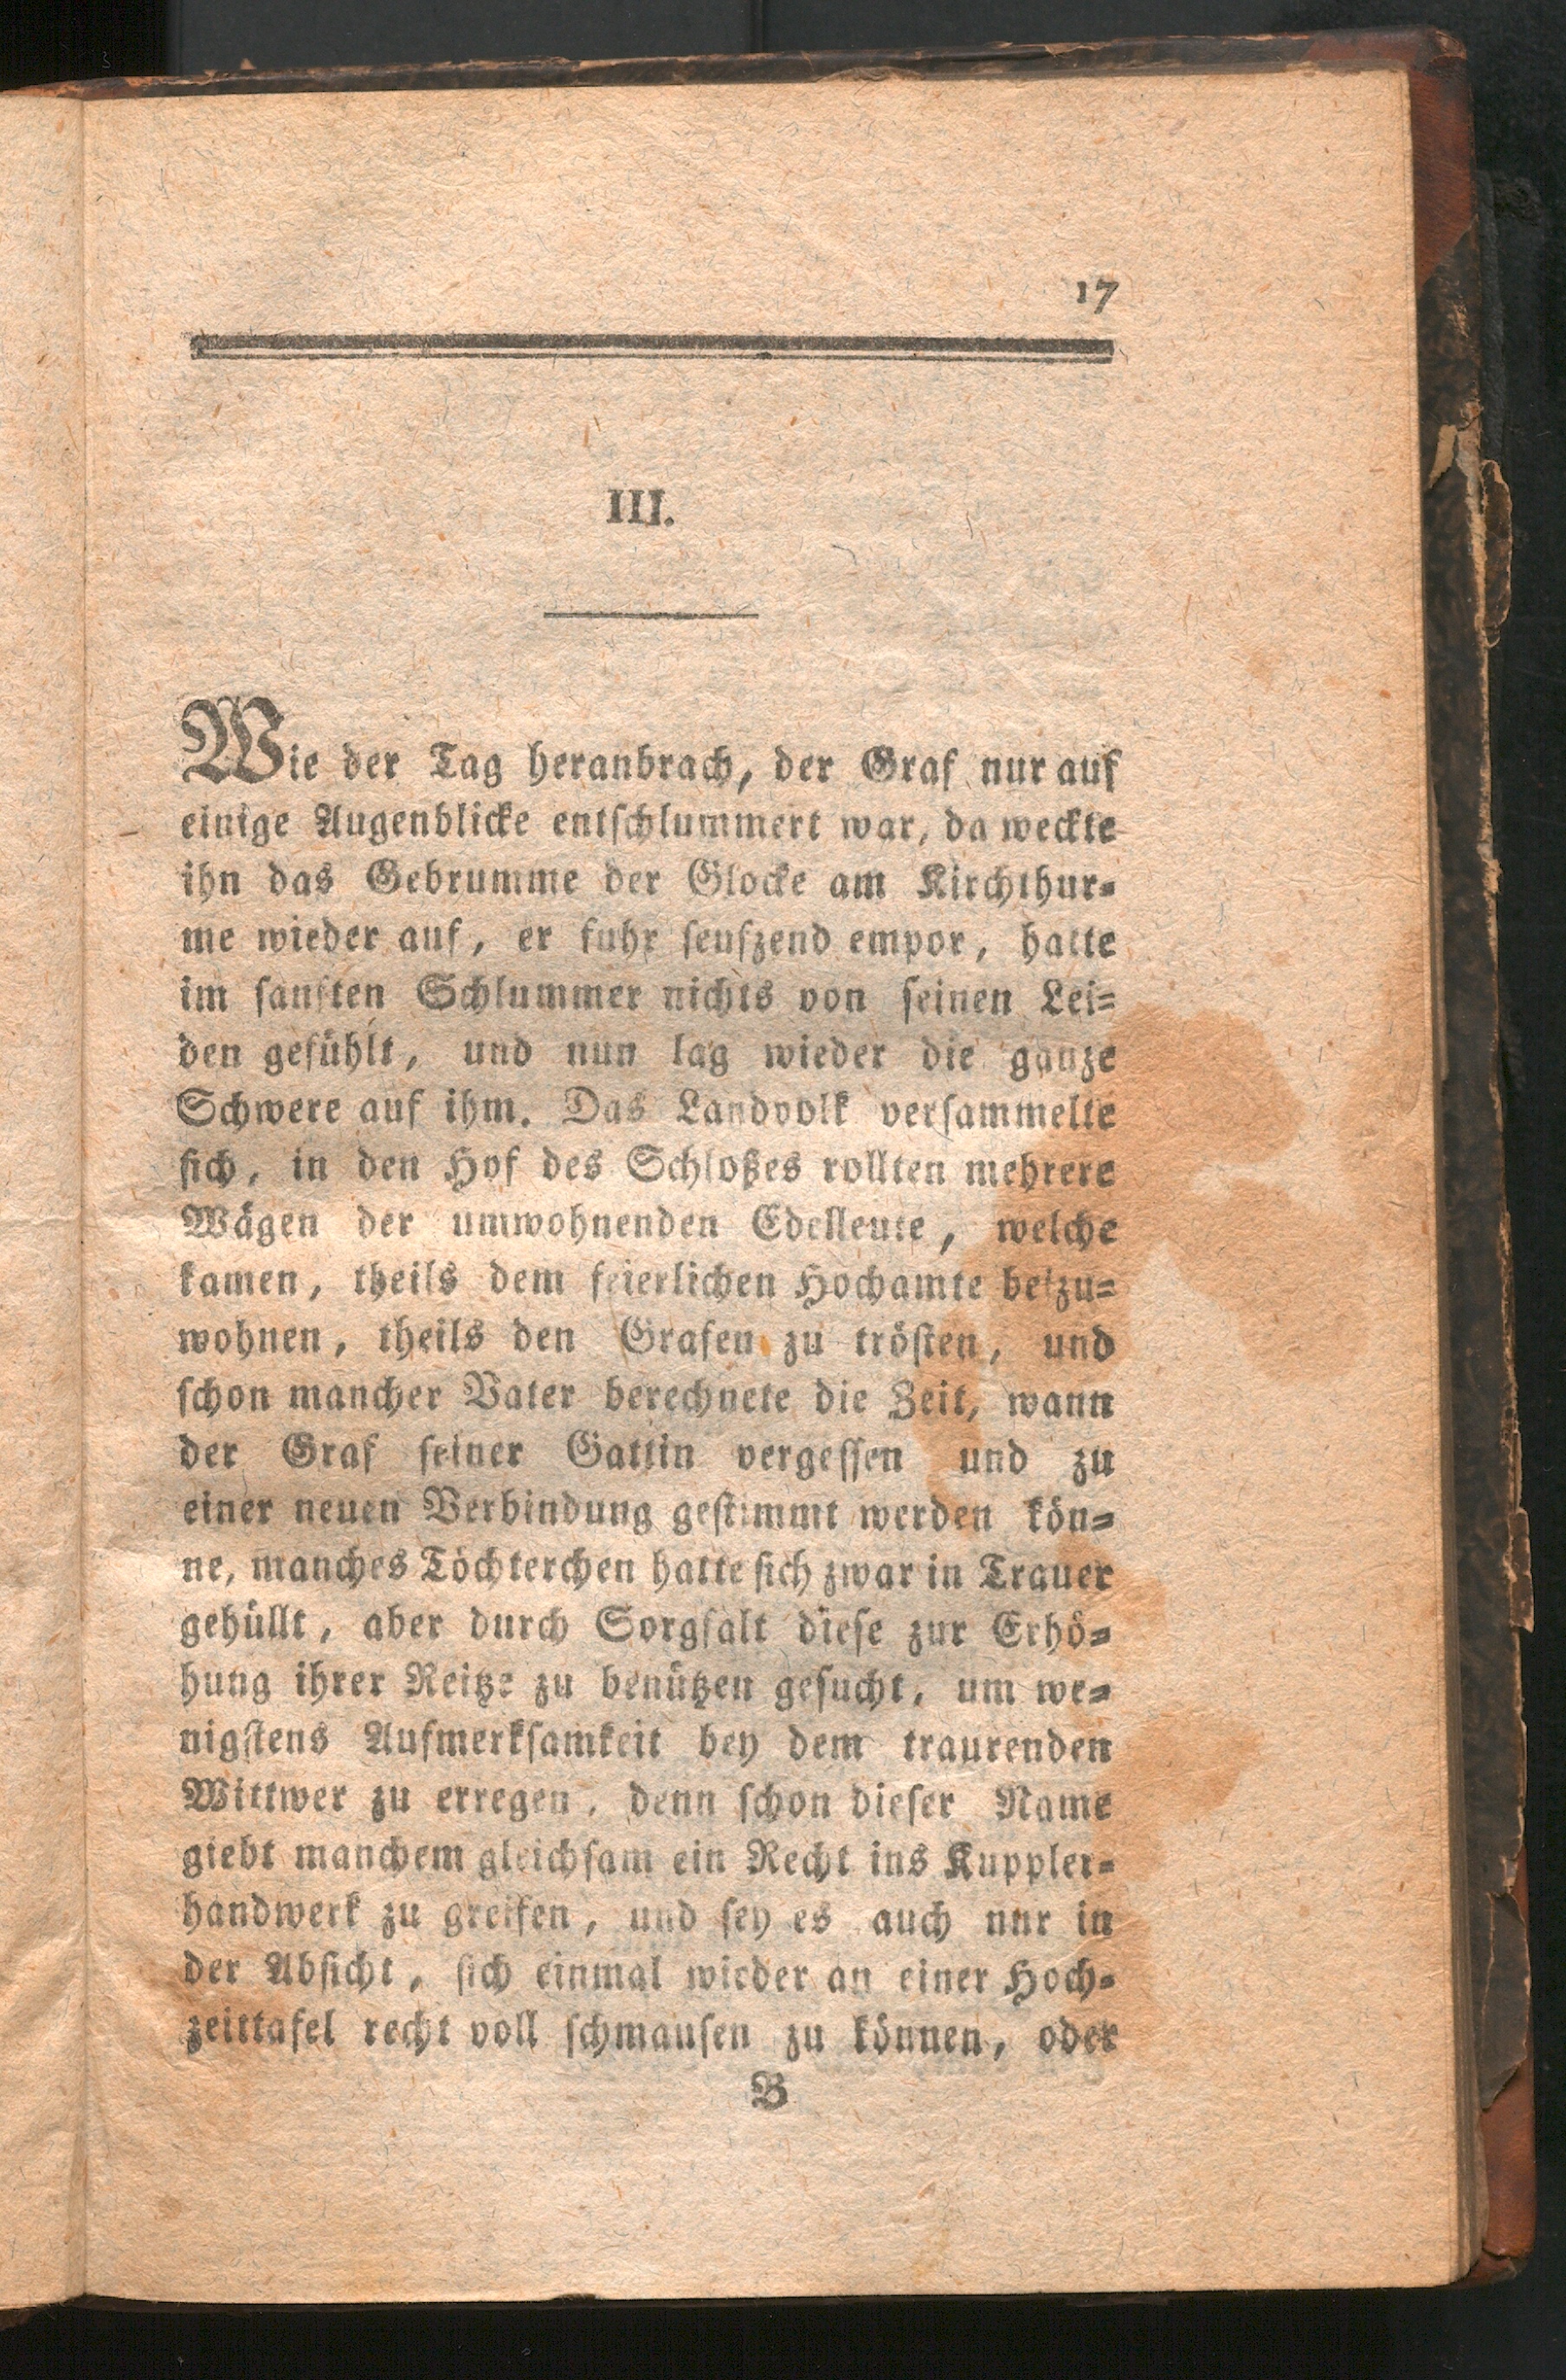 17
III.
Wie der Tag heranbrach, der Graf nur auf
einige Augenblicke entſchlummert war, da weckte
ihn das Gebrumme der Glocke am Kirchthur⸗
me wieder auf, er fuhr ſeufzend empor, hatte
im ſanften Schlummer nichts von ſeinen Lei⸗
den gefühlt, und nun lag wieder die ganze
Schwere auf ihm. Das Landvolk verſammelte
ſich, in den Hof des Schloßes rollten mehrere
Wägen der umwohnenden Edelleute, welche
kamen, theils dem feierlichen Hochamte beizu⸗
wohnen, theils den Grafen zu tröſten, und
ſchon mancher Vater berechnete die Zeit, wann
der Graf ſeiner Gattin vergeſſen und zu
einer neuen Verbindung geſtimmt werden kön⸗
ne, manches Töchterchen hatte ſich zwar in Trauer
gehüllt, aber durch Sorgfalt dieſe zur Erhö⸗
hung ihrer Reitze zu benützen geſucht, um we⸗
nigſtens Aufmerkſamkeit bey dem traurenden
Wittwer zu erregen, denn ſchon dieſer Name
giebt manchem gleichſam ein Recht ins Kuppler⸗
handwerk zu greifen, und ſey es auch nur in
der Abſicht, ſich einmal wieder an einer Hoch⸗
zeittafel recht voll ſchmauſen zu können, oder
B